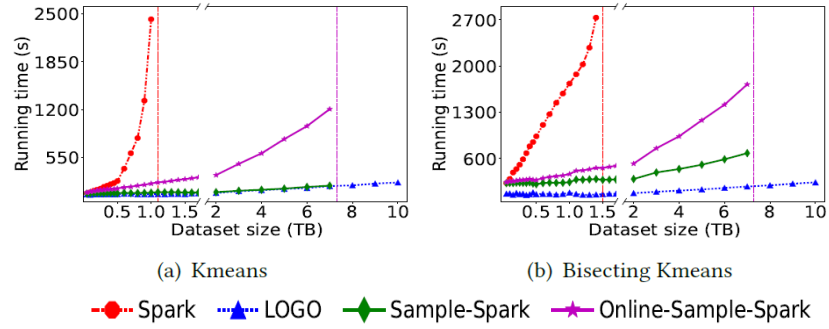 2500
1850
1200
550
Running time (s)
0.5 1.0 1.5 2 4 6 8 10
Dataset size (TB)
(a) Kmeans
2700
2000
1300
600
Running time (s)
0.5 1.0 1.5 2 4 6 8 10
Dataset size (TB)
(b) Bisecting Kmeans
Spark LOGO Sample-Spark Online-Sample-Spark